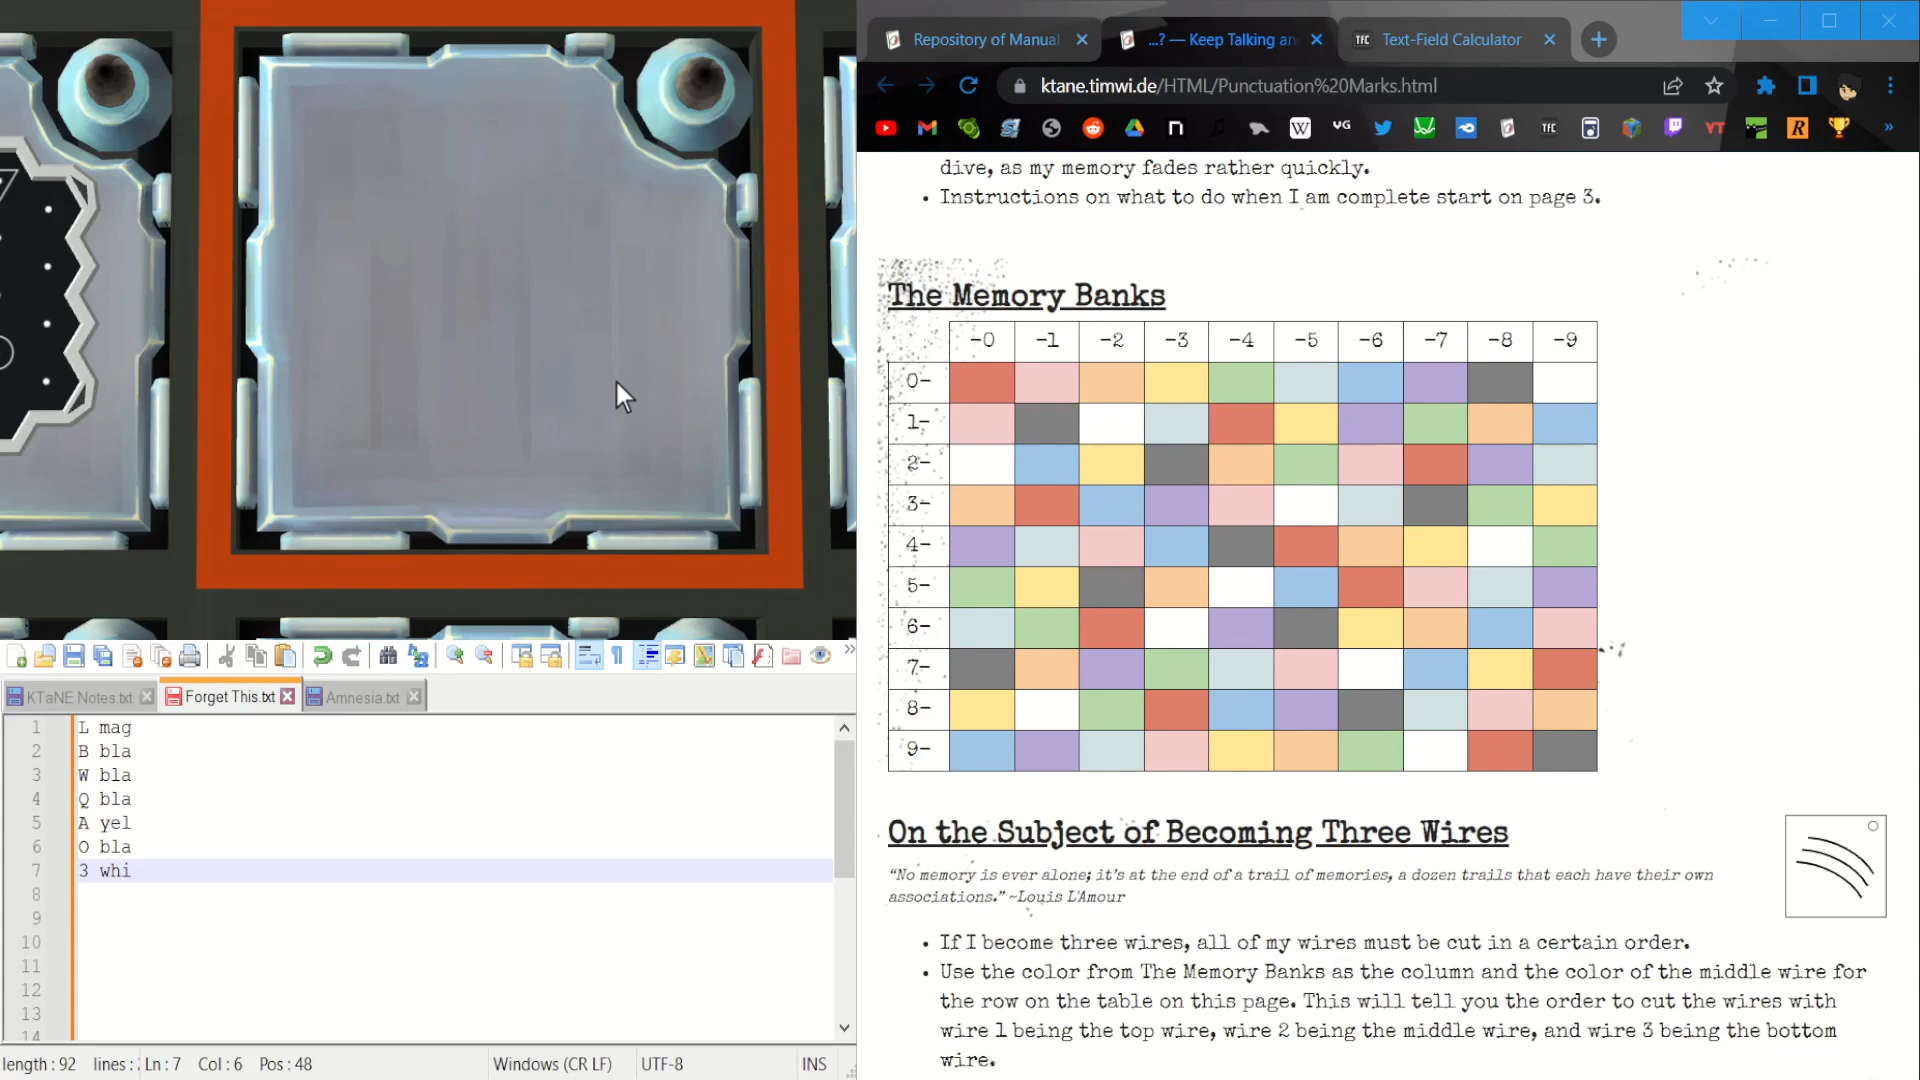 Repository of Manual
...? — Keep Talking an
TFC Text-Field Calculator
ktane.timwi.de/HTML/Punctuation%20Marks.html
W VG TFC YT R »
dive, as my memory fades rather quickly.
• Instructions on what to do when I am complete start on page 3.
The Memory Banks
-0 -1 -2 -3 -4 -5 -6 -7 -8 -9
0-
1-
2-
3-
4-
5-
6-
7-
8-
9-
On the Subject of Becoming Three Wires
“No memory is ever alone; it’s at the end of a trail of memories, a dozen trails that each have their own
associations.” ~Louis L'Amour
• If I become three wires, all of my wires must be cut in a certain order.
• Use the color from The Memory Banks as the column and the color of the middle wire for
the row on the table on this page. This will tell you the order to cut the wires with
wire 1 being the top wire, wire 2 being the middle wire, and wire 3 being the bottom
wire.
KTaNE Notes.txt
Forget This.txt
Amnesia.txt
1 L mag
2 B bla
3 W bla
4 Q bla
5 A yel
6 O bla
7 3 whi
8
9
10
11
12
13
14
length : 92 lines : Ln : 7 Col : 6 Pos : 48 Windows (CR LF) UTF-8 INS